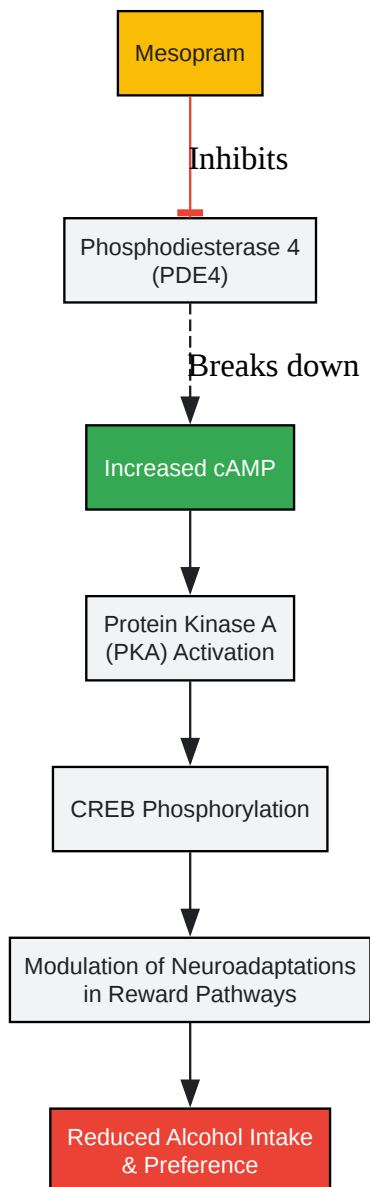 Mesopram
Inhibits
Phosphodiesterase 4
(PDE4)
Breaks down
Increased cAMP
Protein Kinase A
(PKA) Activation
CREB Phosphorylation
Modulation of Neuroadaptations
in Reward Pathways
Reduced Alcohol Intake
& Preference